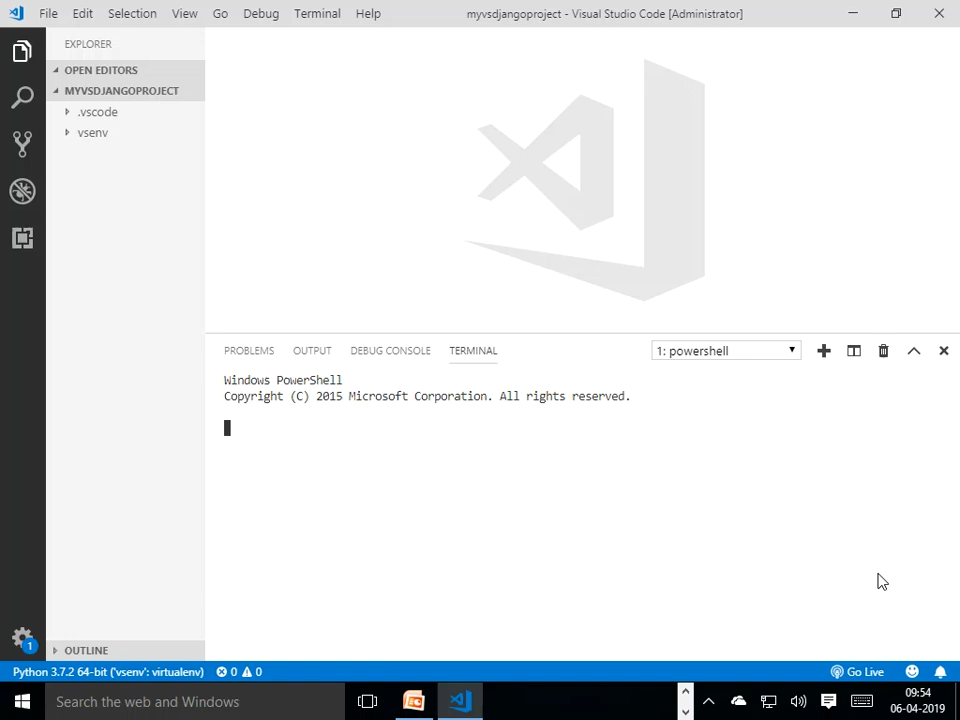 File Edit Selection View Go Debug Terminal Help
myvsdjangoproject - Visual Studio Code [Administrator]
EXPLORER
OPEN EDITORS
MYVSDJANGOPROJECT
.vscode
vsenv
PROBLEMS OUTPUT DEBUG CONSOLE TERMINAL
1: powershell
Windows PowerShell
Copyright (C) 2015 Microsoft Corporation. All rights reserved.
1
OUTLINE
Python 3.7.2 64-bit ('vsenv': virtualenv) 0 0 Go Live
Search the web and Windows
09:54
06-04-2019